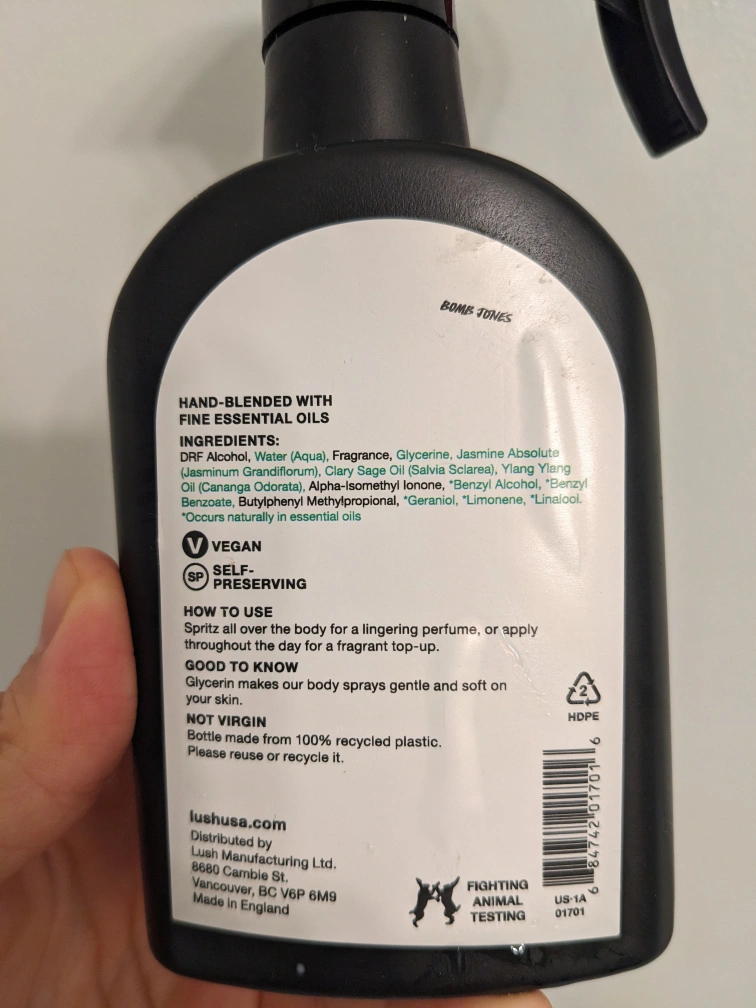 BOMB JONES
HAND-BLENDED WITH
FINE ESSENTIAL OILS
INGREDIENTS:
DRF Alcohol, Water (Aqua), Fragrance, Glycerine, Jasmine Absolute
(Jasminum Grandiflorum), Clary Sage Oil (Salvia Sclarea), Ylang Ylang
Oil (Cananga Odorata), Alpha-Isomethyl Ionone, *Benzyl Alcohol, *Benzyl
Benzoate, Butylphenyl Methylpropional, *Geraniol, *Limonene, *Linalool.
*Occurs naturally in essential oils
V VEGAN
SP SELF-
PRESERVING
HOW TO USE
Spritz all over the body for a lingering perfume, or apply
throughout the day for a fragrant top-up.
GOOD TO KNOW
Glycerin makes our body sprays gentle and soft on
your skin.
NOT VIRGIN
Bottle made from 100% recycled plastic.
Please reuse or recycle it.
2
HDPE
lushusa.com
Distributed by
Lush Manufacturing Ltd.
8680 Cambie St.
Vancouver, BC V6P 6M9
Made in England
FIGHTING
ANIMAL
TESTING
6 84742 01701 6
US-1A
01701